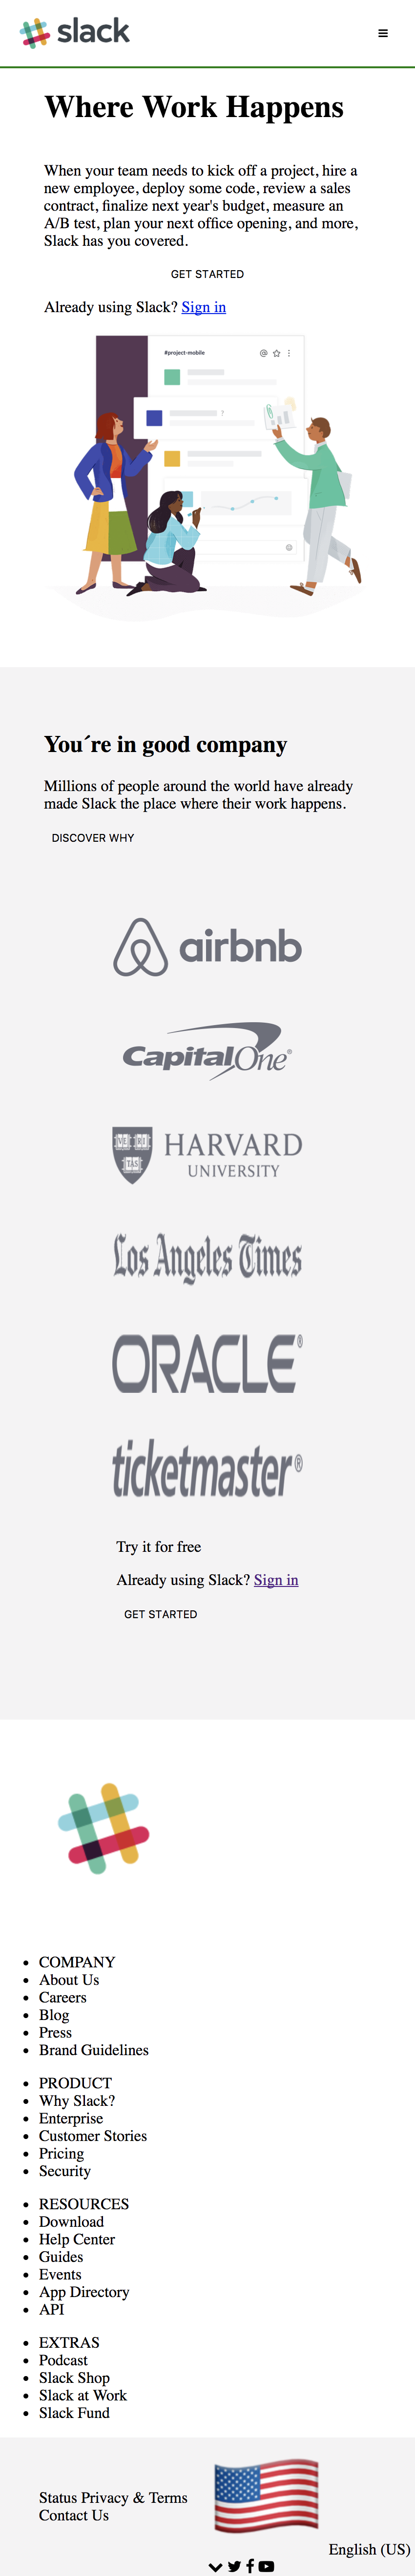 slack
Where Work Happens
When your team needs to kick off a project, hire a
new employee, deploy some code, review a sales
contract, finalize next year's budget, measure an
A/B test, plan your next office opening, and more,
Slack has you covered.
GET STARTED
Already using Slack? Sign in
#project-mobile
?
You´re in good company
Millions of people around the world have already
made Slack the place where their work happens.
DISCOVER WHY
airbnb
CapitalOne®
VE RI
TAS
HARVARD
UNIVERSITY
Los Angeles Times
ORACLE®
ticketmaster®
Try it for free
Already using Slack? Sign in
GET STARTED
• COMPANY
• About Us
• Careers
• Blog
• Press
• Brand Guidelines
• PRODUCT
• Why Slack?
• Enterprise
• Customer Stories
• Pricing
• Security
• RESOURCES
• Download
• Help Center
• Guides
• Events
• App Directory
• API
• EXTRAS
• Podcast
• Slack Shop
• Slack at Work
• Slack Fund
Status Privacy & Terms
Contact Us
English (US)